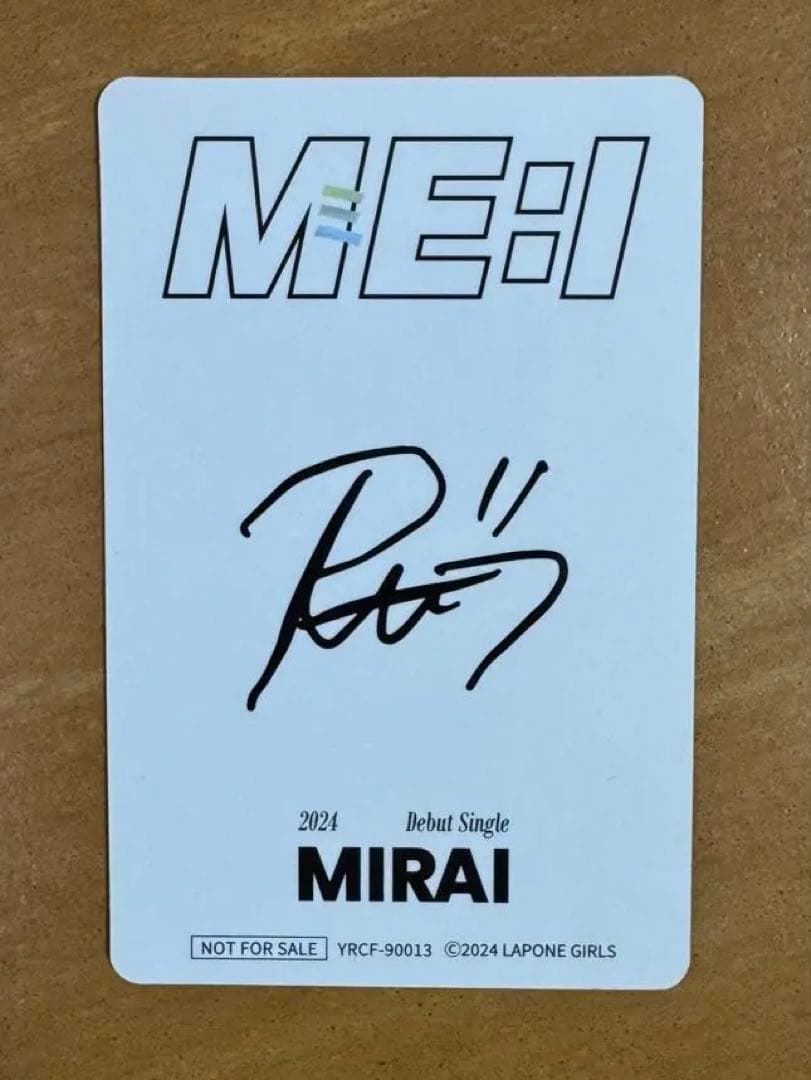 ME:I
2024 Debut Single
MIRAI
NOT FOR SALE YRCF-90013 ©2024 LAPONE GIRLS